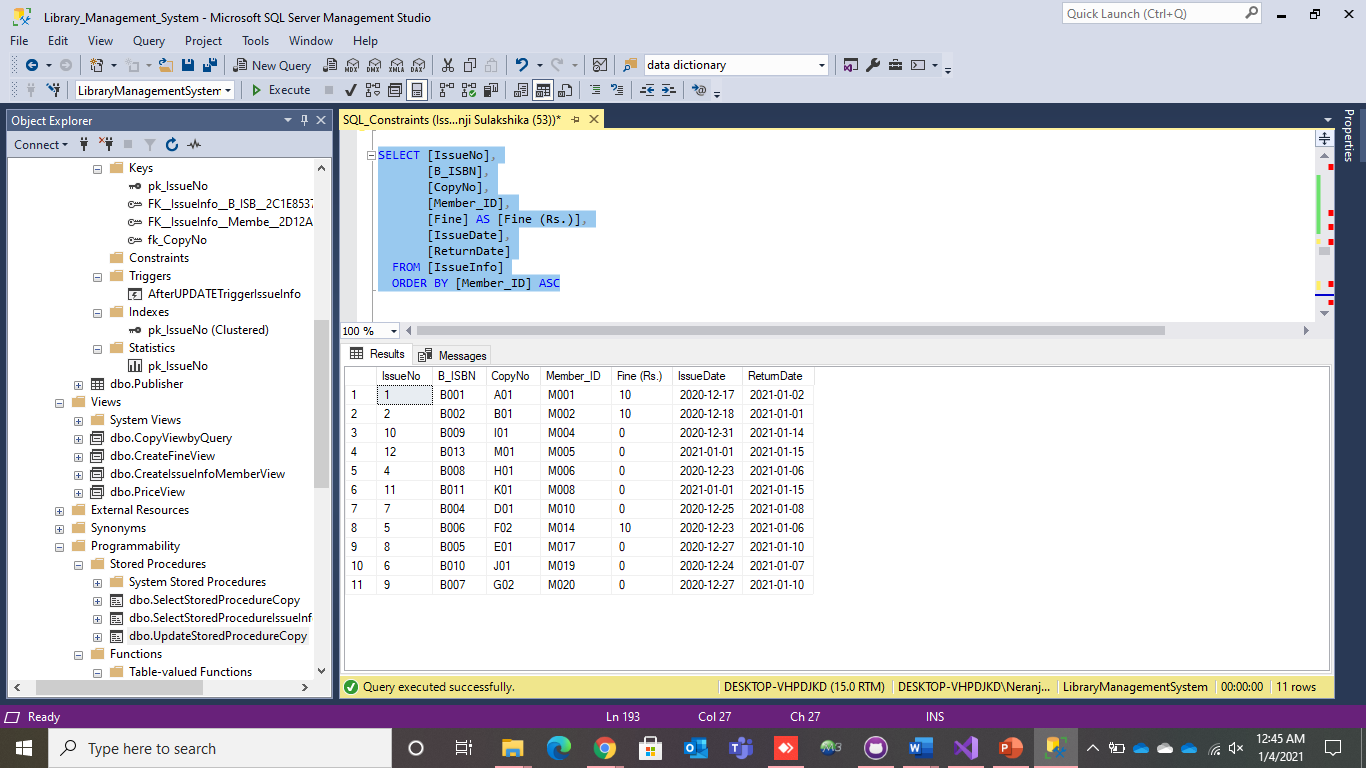 Library_Management_System - Microsoft SQL Server Management Studio
Quick Launch (Ctrl+Q)
File Edit View Query Project Tools Window Help
New Query MDX DMX XMLA DAX data dictionary
LibraryManagementSystem Execute
Object Explorer
Connect
Keys
pk_IssueNo
FK__IssueInfo__B_ISB__2C1E8537
FK__IssueInfo__Membe__2D12A
fk_CopyNo
Constraints
Triggers
AfterUPDATETriggerIssueInfo
Indexes
pk_IssueNo (Clustered)
Statistics
pk_IssueNo
dbo.Publisher
Views
System Views
dbo.CopyViewbyQuery
dbo.CreateFineView
dbo.CreateIssueInfoMemberView
dbo.PriceView
External Resources
Synonyms
Programmability
Stored Procedures
System Stored Procedures
dbo.SelectStoredProcedureCopy
dbo.SelectStoredProcedureIssueInf
dbo.UpdateStoredProcedureCopy
Functions
Table-valued Functions
SQL_Constraints (Iss...nji Sulakshika (53))*
SELECT [IssueNo],
[B_ISBN],
[CopyNo],
[Member_ID],
[Fine] AS [Fine (Rs.)],
[IssueDate],
[ReturnDate]
FROM [IssueInfo]
ORDER BY [Member_ID] ASC
100 %
Results Messages
IssueNo B_ISBN CopyNo Member_ID Fine (Rs.) IssueDate ReturnDate
1 1 B001 A01 M001 10 2020-12-17 2021-01-02
2 2 B002 B01 M002 10 2020-12-18 2021-01-01
3 10 B009 I01 M004 0 2020-12-31 2021-01-14
4 12 B013 M01 M005 0 2021-01-01 2021-01-15
5 4 B008 H01 M006 0 2020-12-23 2021-01-06
6 11 B011 K01 M008 0 2021-01-01 2021-01-15
7 7 B004 D01 M010 0 2020-12-25 2021-01-08
8 5 B006 F02 M014 10 2020-12-23 2021-01-06
9 8 B005 E01 M017 0 2020-12-27 2021-01-10
10 6 B010 J01 M019 0 2020-12-24 2021-01-07
11 9 B007 G02 M020 0 2020-12-27 2021-01-10
Query executed successfully. DESKTOP-VHPDJKD (15.0 RTM) DESKTOP-VHPDJKD\Neranj... LibraryManagementSystem 00:00:00 11 rows
Properties
Ready Ln 193 Col 27 Ch 27 INS
Type here to search
12:45 AM
1/4/2021